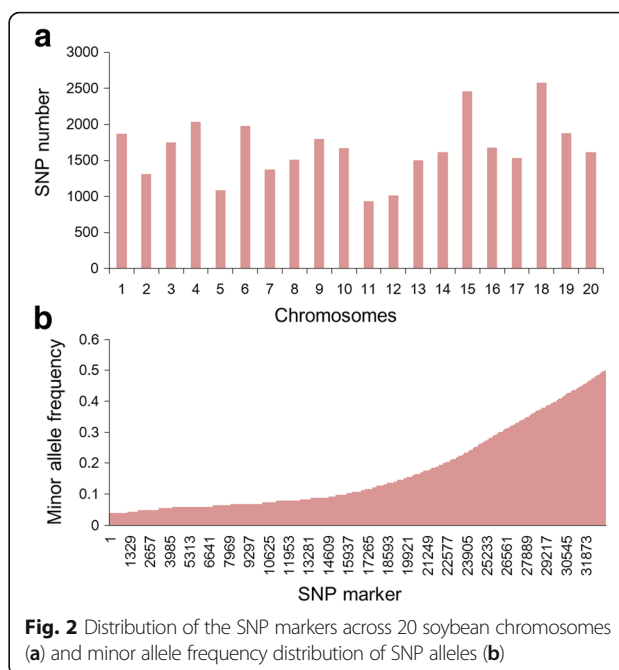 a
3000
2500
2000
1500
1000
500
0
SNP number
1 2 3 4 5 6 7 8 9 10 11 12 13 14 15 16 17 18 19 20
Chromosomes
b
0.6
0.5
0.4
0.3
0.2
0.1
0
Minor allele frequency
1 1329 2657 3985 5313 6641 7969 9297 10625 11953 13281 14609 15937 17265 18593 19921 21249 22577 23905 25233 26561 27889 29217 30545 31873
SNP marker
Fig. 2 Distribution of the SNP markers across 20 soybean chromosomes
(a) and minor allele frequency distribution of SNP alleles (b)